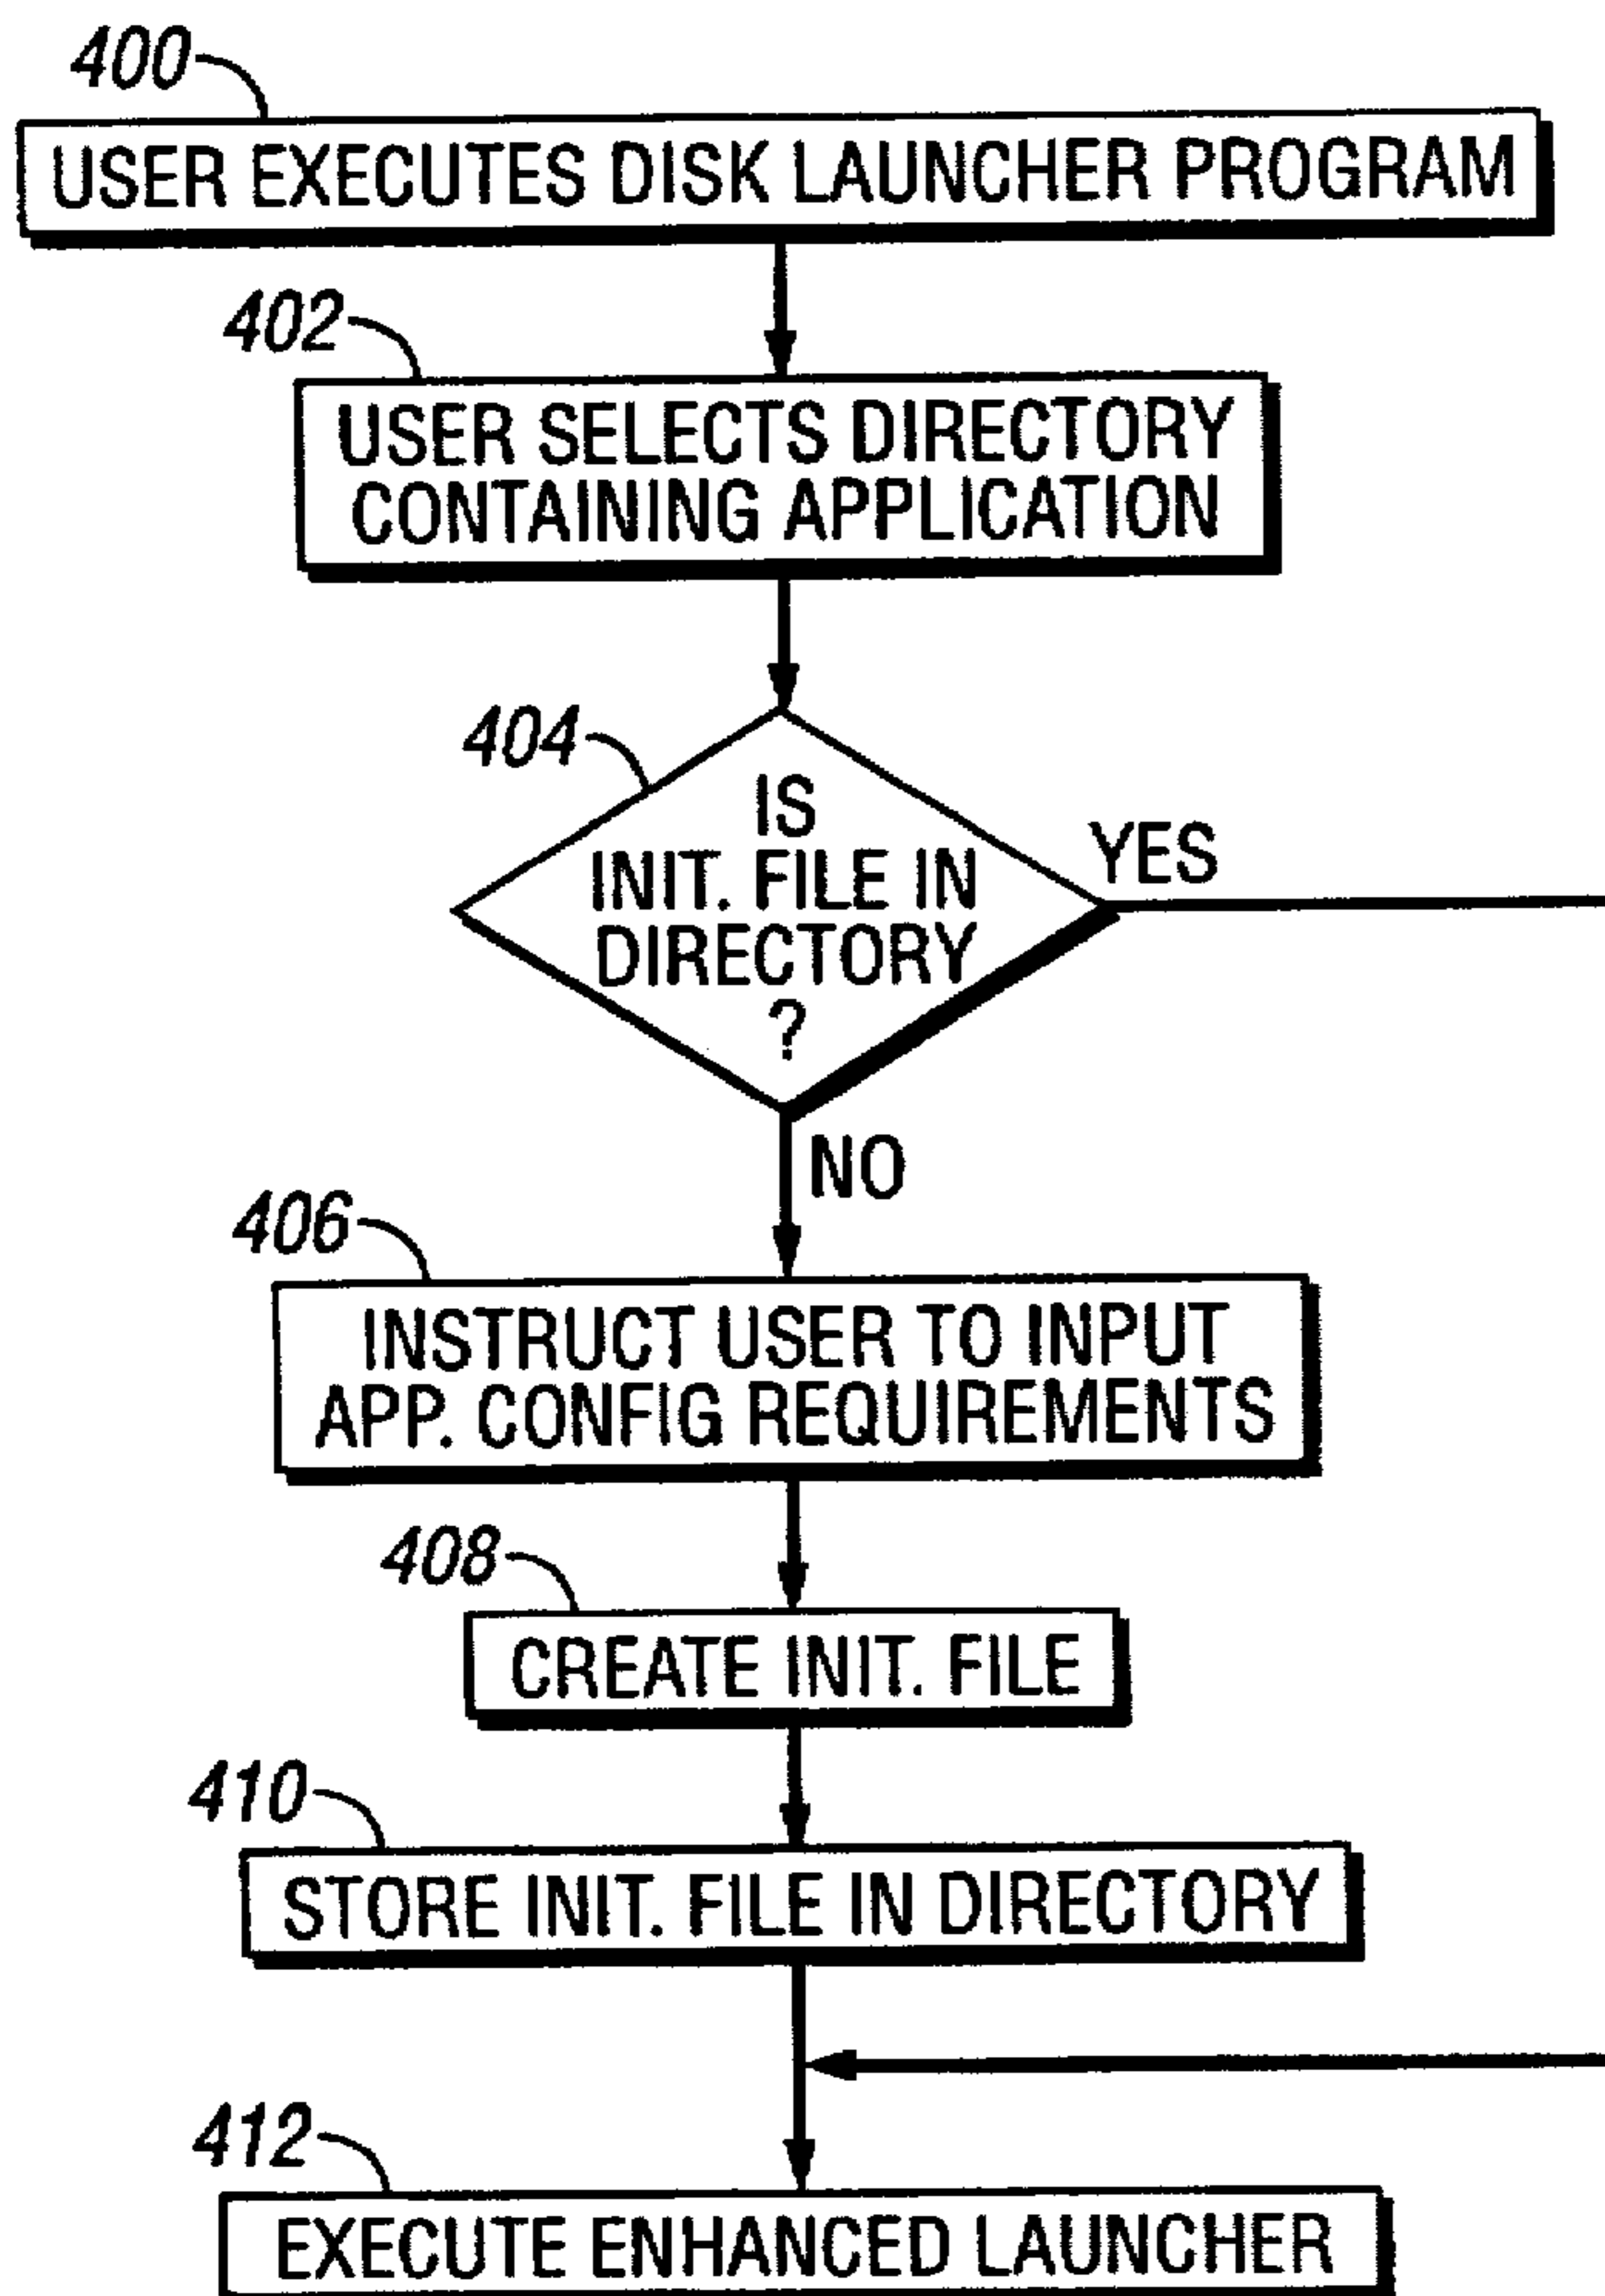 400
USER EXECUTES DISK LAUNCHER PROGRAM
402
USER SELECTS DIRECTORY
CONTAINING APPLICATION
404
IS
INIT. FILE IN
DIRECTORY
?
YES
NO
406
INSTRUCT USER TO INPUT
APP. CONFIG REQUIREMENTS
408
CREATE INIT. FILE
410
STORE INIT. FILE IN DIRECTORY
412
EXECUTE ENHANCED LAUNCHER